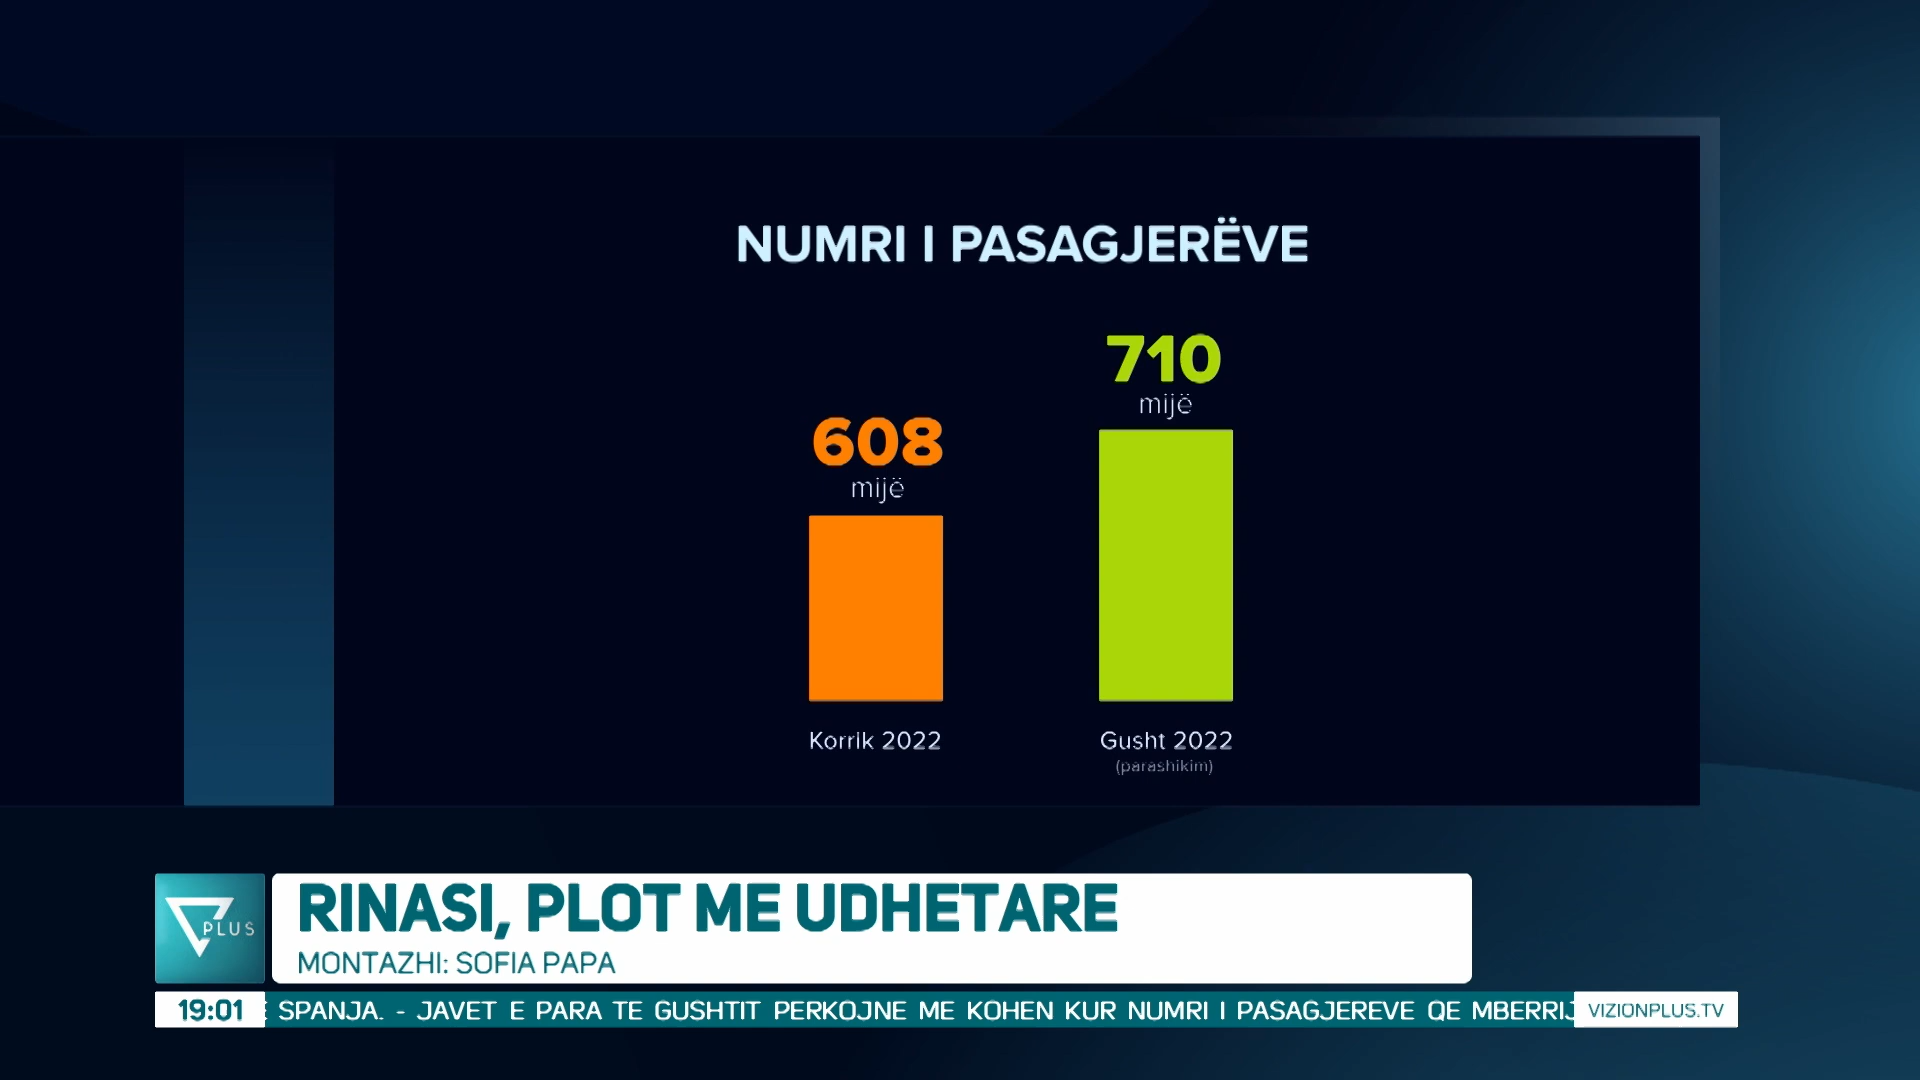 NUMRI I PASAGJERËVE
710
mijë
608
mijë
Korrik 2022
Gusht 2022
(parashikim)
RINASI, PLOT ME UDHETARE
PLUS
MONTAZHI: SOFIA PAPA
19:01
SPANJA. - JAVET E PARA TE GUSHTIT PERKOJNE ME KOHEN KUR NUMRI I PASAGJEREVE QE MBERRIJ
VIZIONPLUS.TV